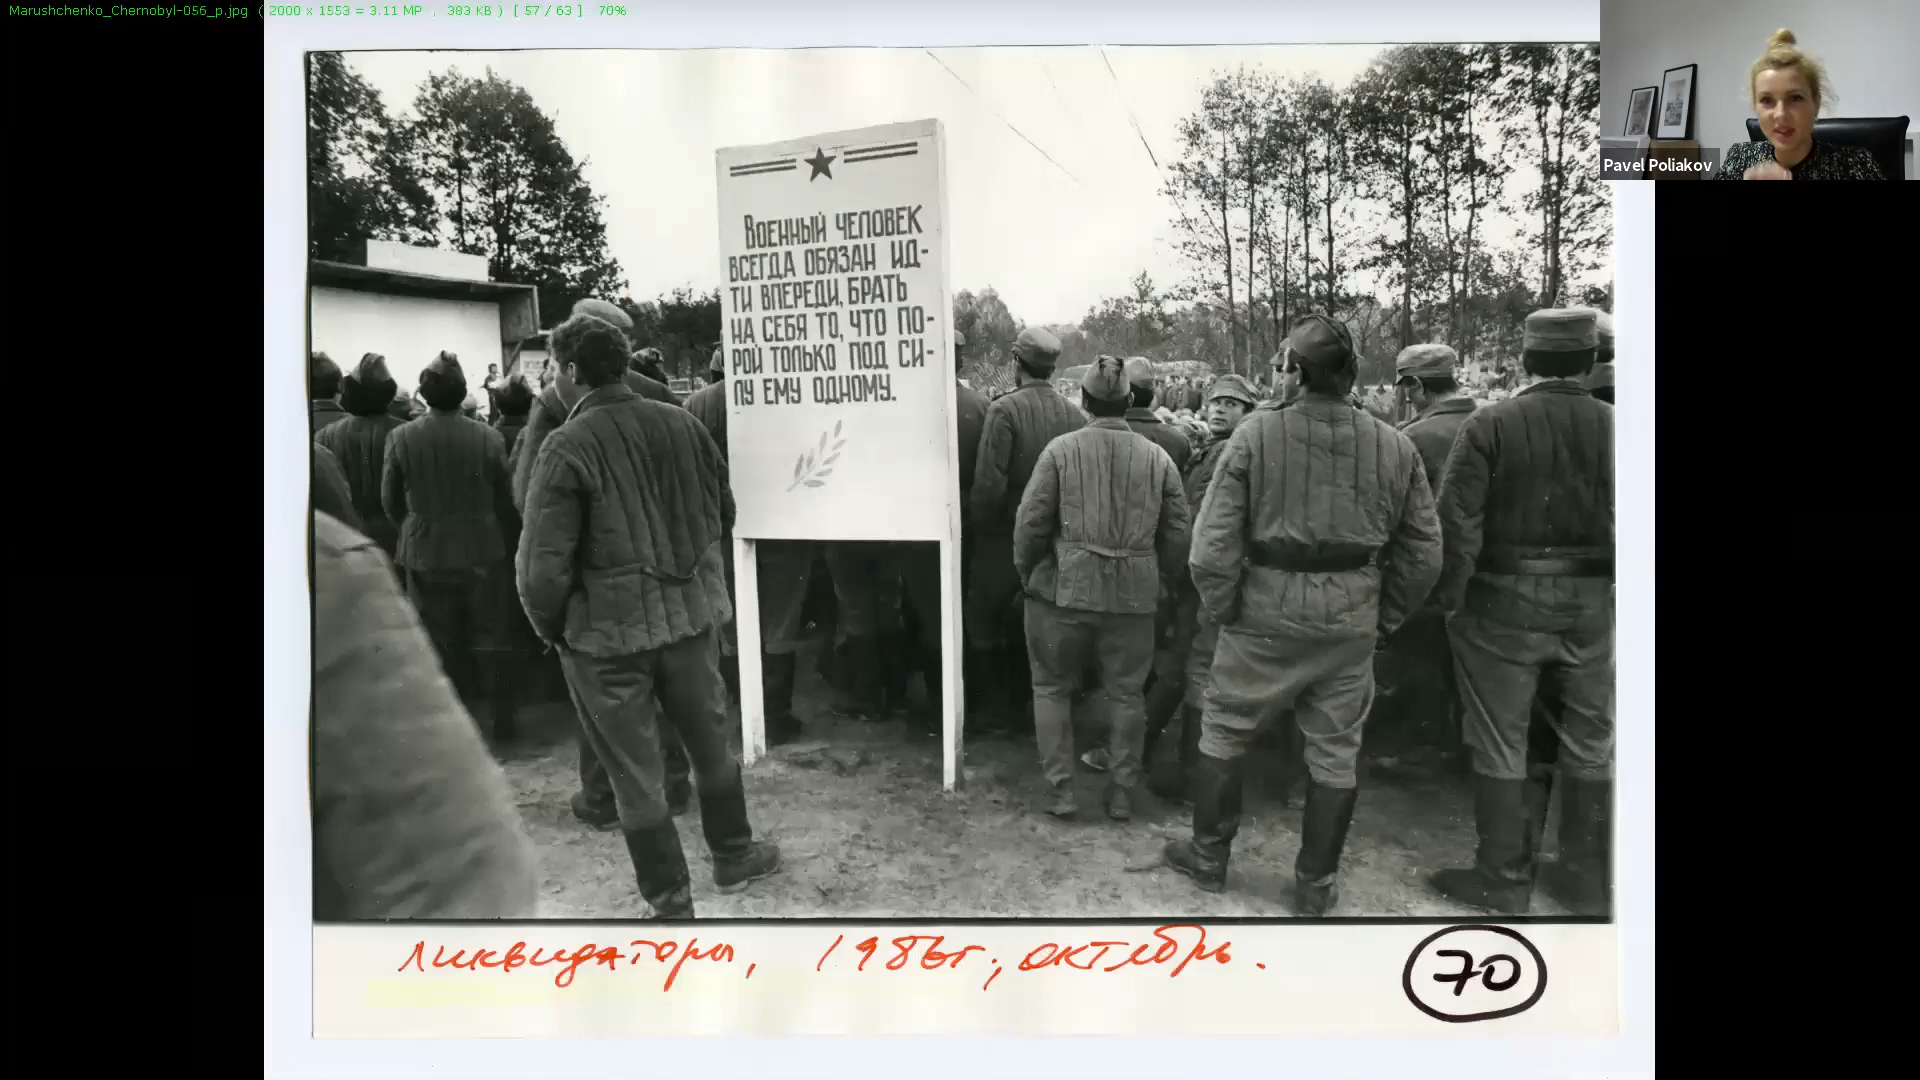 Marushchenko_Chernobyl-056_p.jpg ( 2000 x 1553 = 3.11 MP , 383 KB ) [ 57 / 63 ] 70%
Pavel Poliakov
ВОЕННЫЙ ЧЕЛОВЕК
ВСЕГДА ОБЯЗАН ИД-
ТИ ВПЕРЕДИ, БРАТЬ
НА СЕБЯ ТО, ЧТО ПО-
РОЙ ТОЛЬКО ПОД СИ-
ЛУ ЕМУ ОДНОМУ.
ликвидаторы, 1986г., октябрь.
70